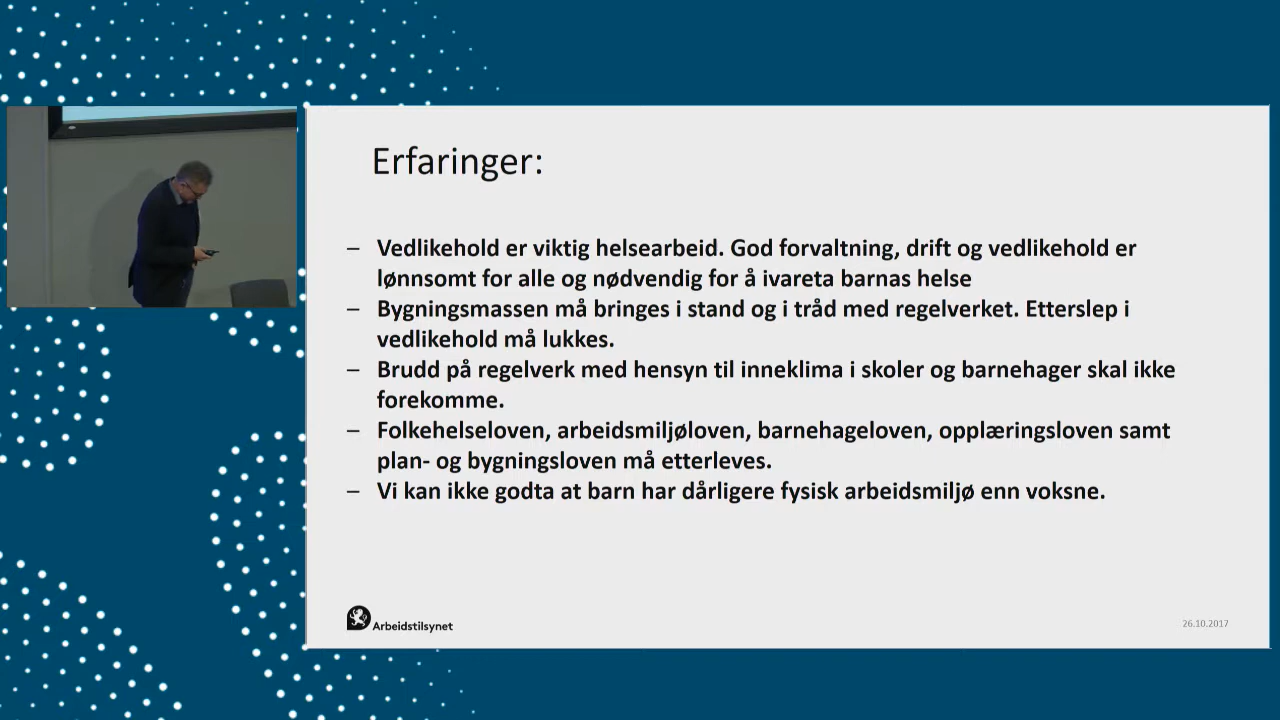 Erfaringer:
– Vedlikehold er viktig helsearbeid. God forvaltning, drift og vedlikehold er
lønnsomt for alle og nødvendig for å ivareta barnas helse
– Bygningsmassen må bringes i stand og i tråd med regelverket. Etterslep i
vedlikehold må lukkes.
– Brudd på regelverk med hensyn til inneklima i skoler og barnehager skal ikke
forekomme.
– Folkehelseloven, arbeidsmiljøloven, barnehageloven, opplæringsloven samt
plan- og bygningsloven må etterleves.
– Vi kan ikke godta at barn har dårligere fysisk arbeidsmiljø enn voksne.
Arbeidstilsynet
26.10.2017